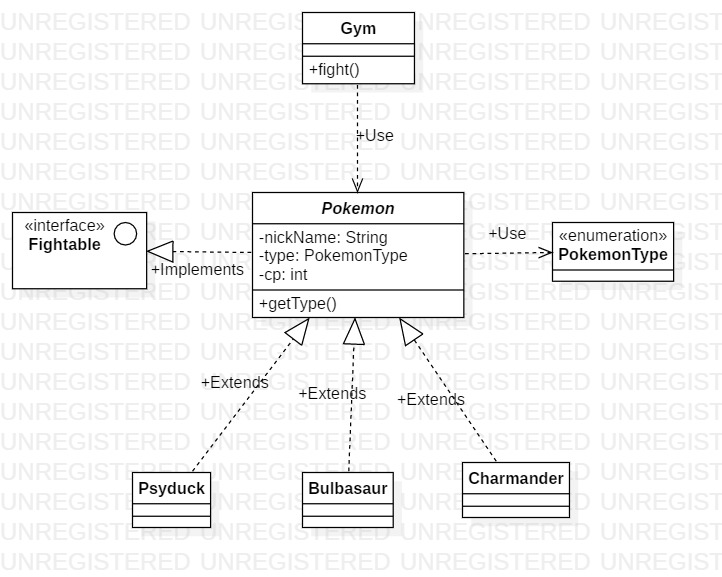 UNREGISTERED UNREGISTERED UNREGISTERED UNREGIST
Gym
+fight()
+Use
Pokemon
-nickName: String
-type: PokemonType
-cp: int
+getType()
«interface»
Fightable
+Implements
+Use
«enumeration»
PokemonType
+Extends
+Extends
+Extends
Psyduck
Bulbasaur
Charmander